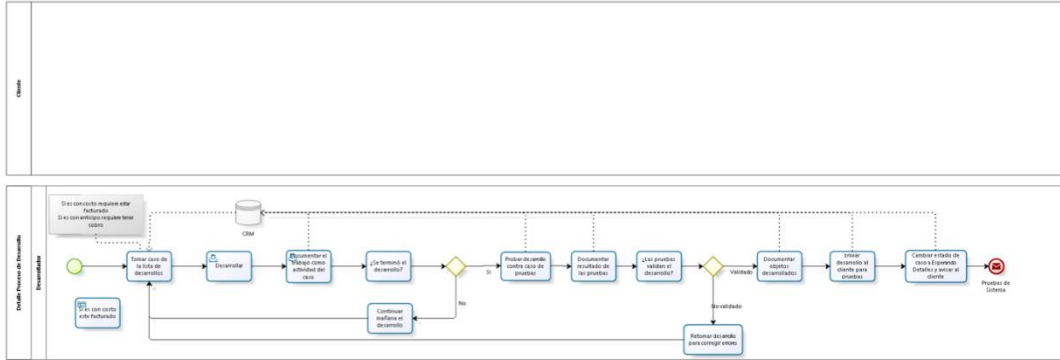 Cliente
Detalle Proceso de Desarrollo
Desarrollador
Si es con costo requiere estar
facturado
Si es con anticipo requiere tener
cobro
CRM
Tomar caso de
la lista de
desarrollos
Desarrollar
Documentar el
trabajo como
actividad del
caso
¿Se terminó el
desarrollo?
Si
Probar desarrollo
contra caso de
pruebas
Documentar
resultado de
las pruebas
¿Las pruebas
validan el
desarrollo?
Validado
Documentar
objetos
desarrollados
Enviar
desarrollo al
cliente para
pruebas
Cambiar estado de
caso a Esperando
Detalles y avisar al
cliente
Pruebas de
Sistema
Si es con costo
este facturado
Continuar
mañana el
desarrollo
No
No validado
Retomar desarrollo
para corregir errores